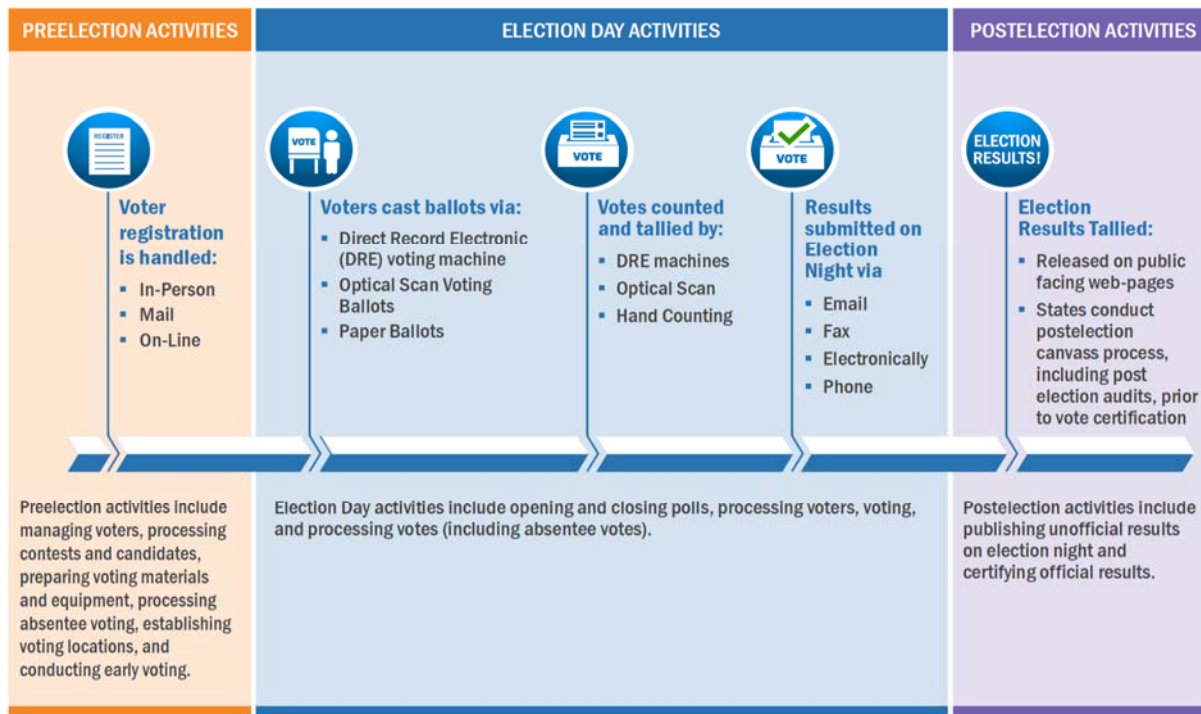 PREELECTION ACTIVITIES
ELECTION DAY ACTIVITIES
POSTELECTION ACTIVITIES
REGISTER
Voter
registration
is handled:
▪ In-Person
▪ Mail
▪ On-Line
VOTE
Voters cast ballots via:
▪ Direct Record Electronic
(DRE) voting machine
▪ Optical Scan Voting
Ballots
▪ Paper Ballots
VOTE
Votes counted
and tallied by:
▪ DRE machines
▪ Optical Scan
▪ Hand Counting
VOTE
Results
submitted on
Election
Night via
▪ Email
▪ Fax
▪ Electronically
▪ Phone
ELECTION
RESULTS!
Election
Results Tallied:
▪ Released on public
facing web-pages
▪ States conduct
postelection
canvass process,
including post
election audits, prior
to vote certification
Preelection activities include
managing voters, processing
contests and candidates,
preparing voting materials
and equipment, processing
absentee voting, establishing
voting locations, and
conducting early voting.
Election Day activities include opening and closing polls, processing voters, voting,
and processing votes (including absentee votes).
Postelection activities include
publishing unofficial results
on election night and
certifying official results.